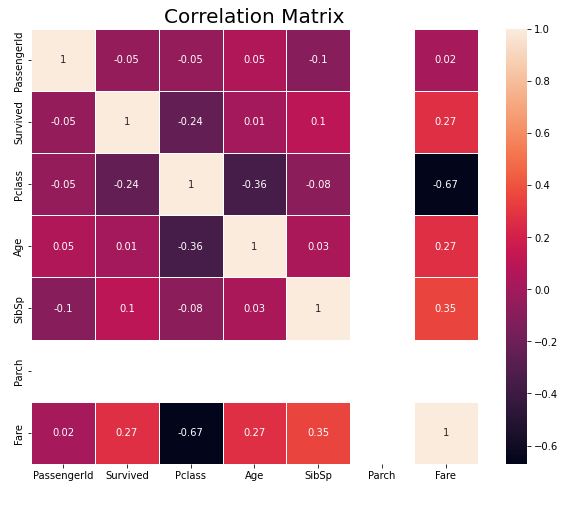 Correlation Matrix
PassengerId 1 -0.05 -0.05 0.05 -0.1 0.02
Survived -0.05 1 -0.24 0.01 0.1 0.27
Pclass -0.05 -0.24 1 -0.36 -0.08 -0.67
Age 0.05 0.01 -0.36 1 0.03 0.27
SibSp -0.1 0.1 -0.08 0.03 1 0.35
Parch
Fare 0.02 0.27 -0.67 0.27 0.35 1
PassengerId Survived Pclass Age SibSp Parch Fare
1.0
0.8
0.6
0.4
0.2
0.0
−0.2
−0.4
−0.6